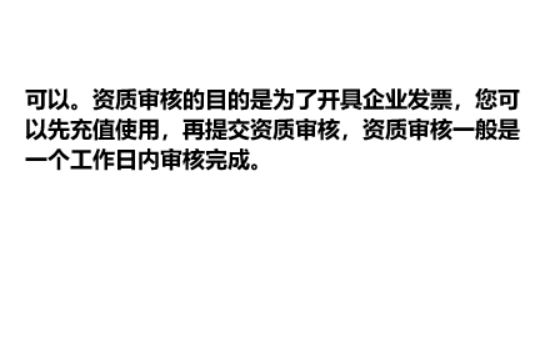 可以。资质审核的目的是为了开具企业发票，您可
以先充值使用，再提交资质审核，资质审核一般是
一个工作日内审核完成。